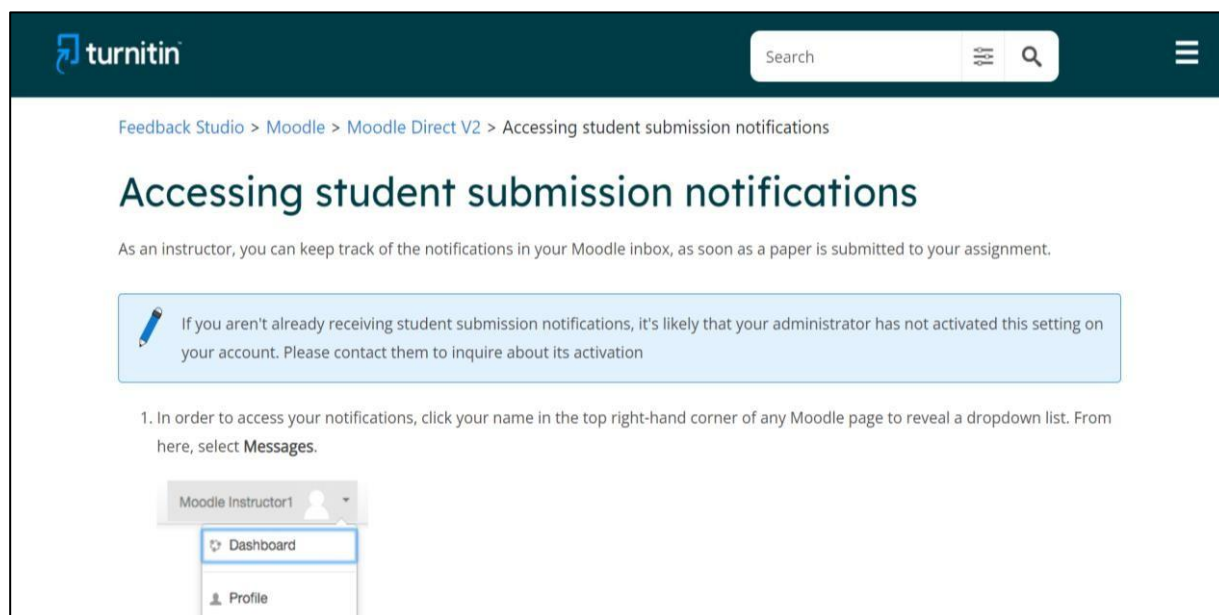 turnitin
Search
Feedback Studio > Moodle > Moodle Direct V2 > Accessing student submission notifications
Accessing student submission notifications
As an instructor, you can keep track of the notifications in your Moodle inbox, as soon as a paper is submitted to your assignment.
If you aren't already receiving student submission notifications, it's likely that your administrator has not activated this setting on
your account. Please contact them to inquire about its activation
1. In order to access your notifications, click your name in the top right-hand corner of any Moodle page to reveal a dropdown list. From
here, select Messages.
Moodle Instructor1
Dashboard
Profile